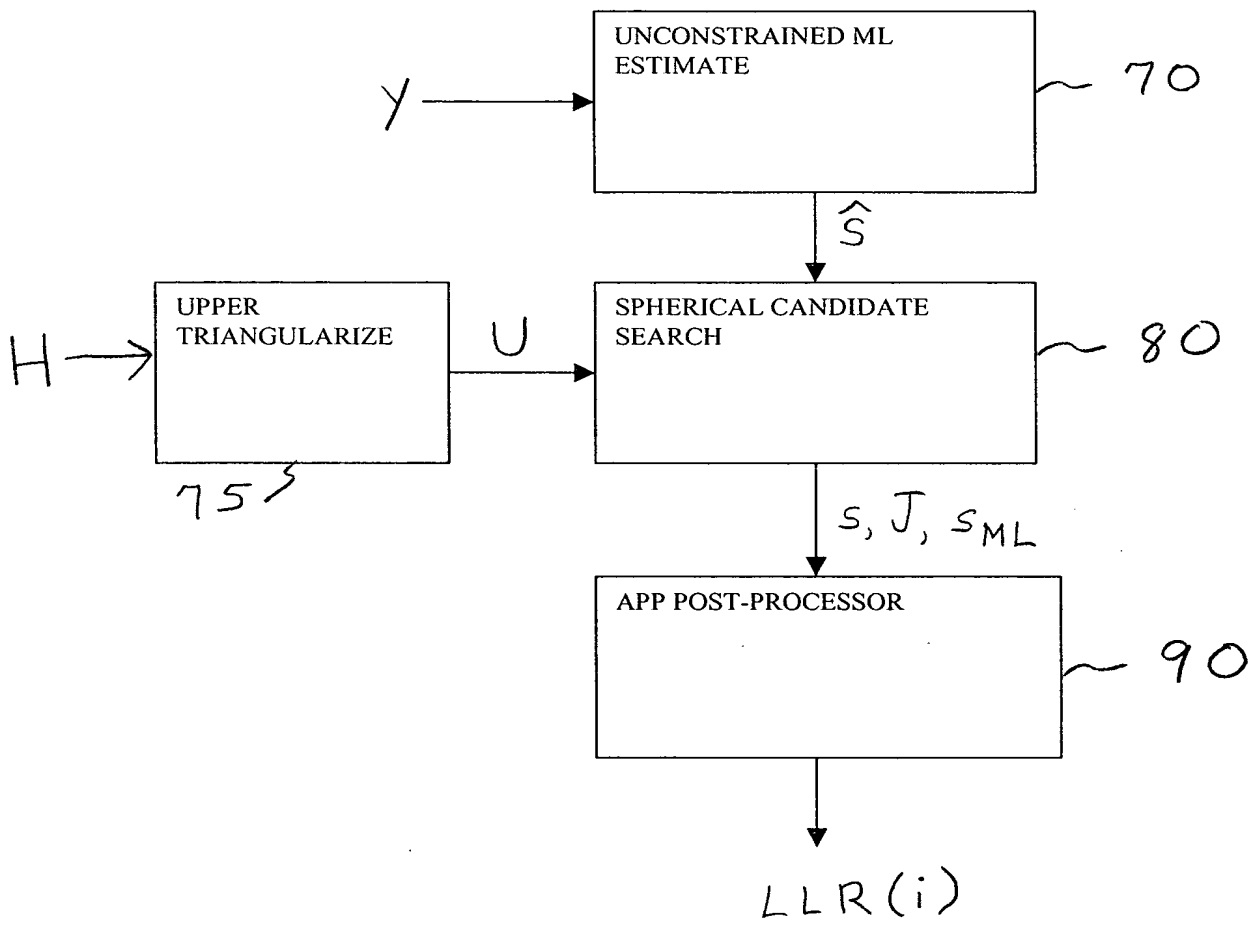 UNCONSTRAINED ML
ESTIMATE
70
y
ŝ
UPPER
TRIANGULARIZE
SPHERICAL CANDIDATE
SEARCH
80
H
U
75
s, J, s_ML
APP POST-PROCESSOR
90
LLR(i)